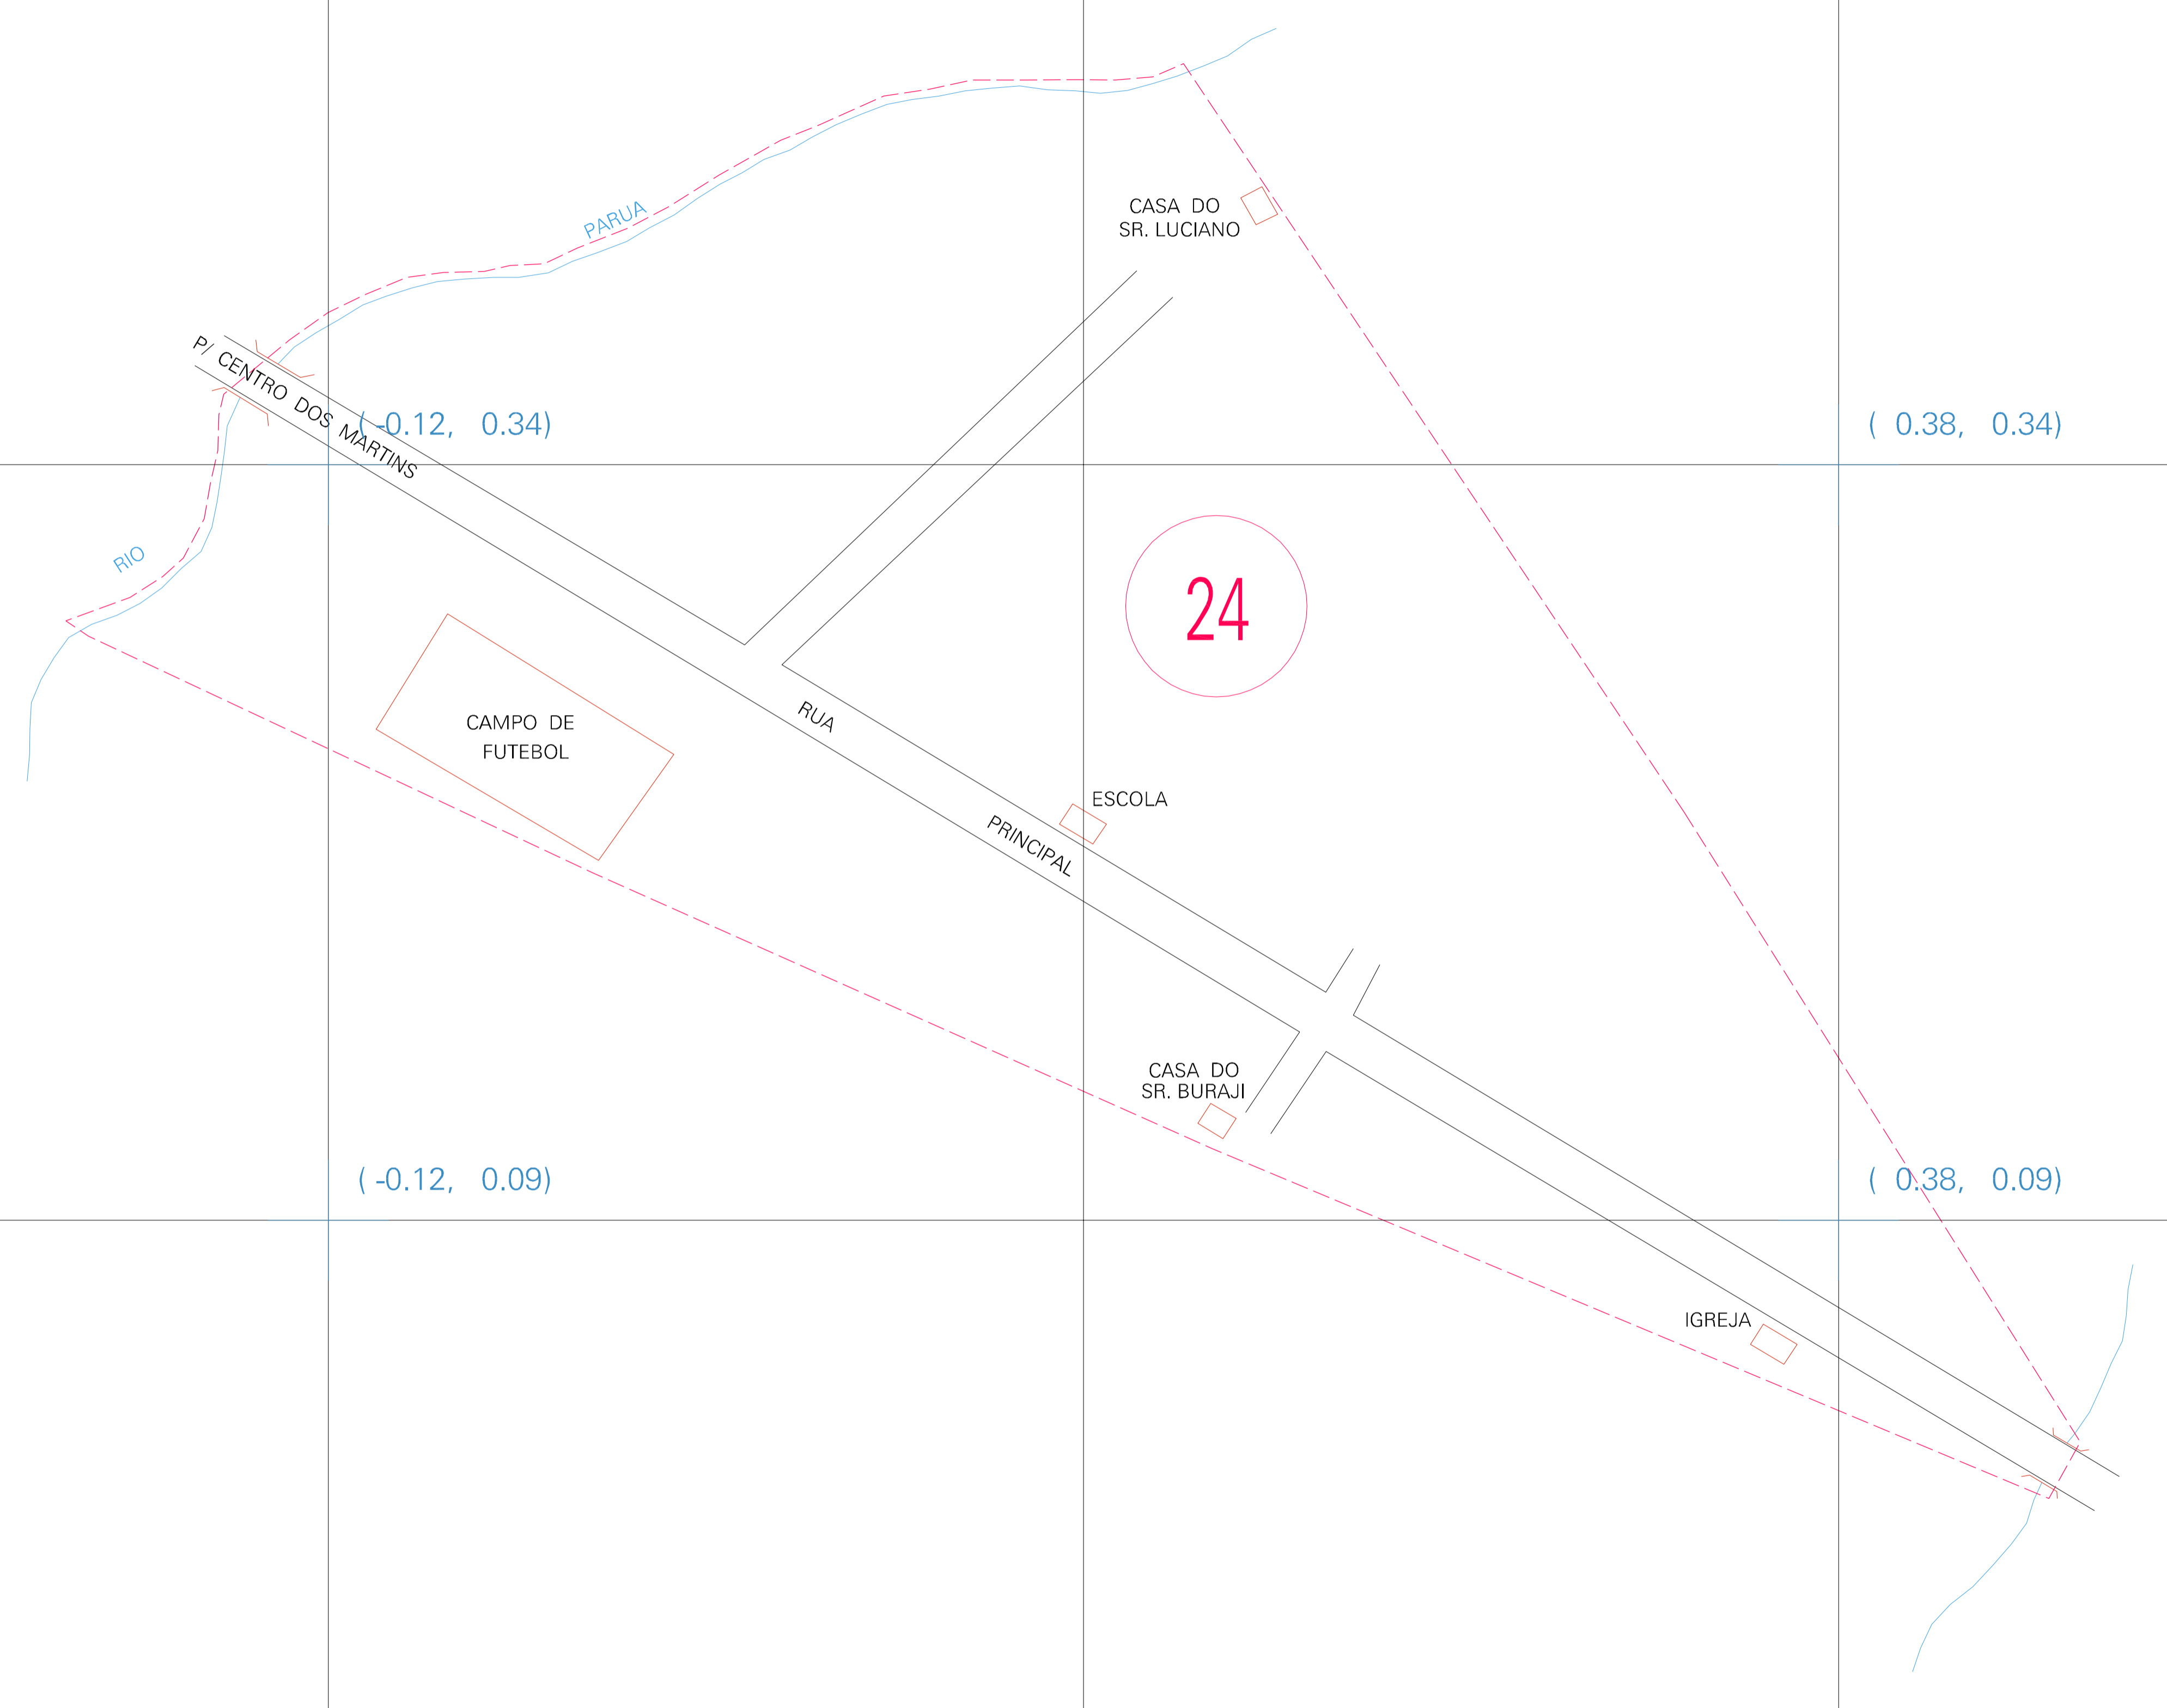 PARUA
CASA DO
SR. LUCIANO
P/ CENTRO DOS MARTINS
(-0.12, 0.34)
( 0.38, 0.34)
RIO
24
CAMPO DE
FUTEBOL
RUA
ESCOLA
PRINCIPAL
CASA DO
SR. BURAJI
(-0.12, 0.09)
( 0.38, 0.09)
IGREJA